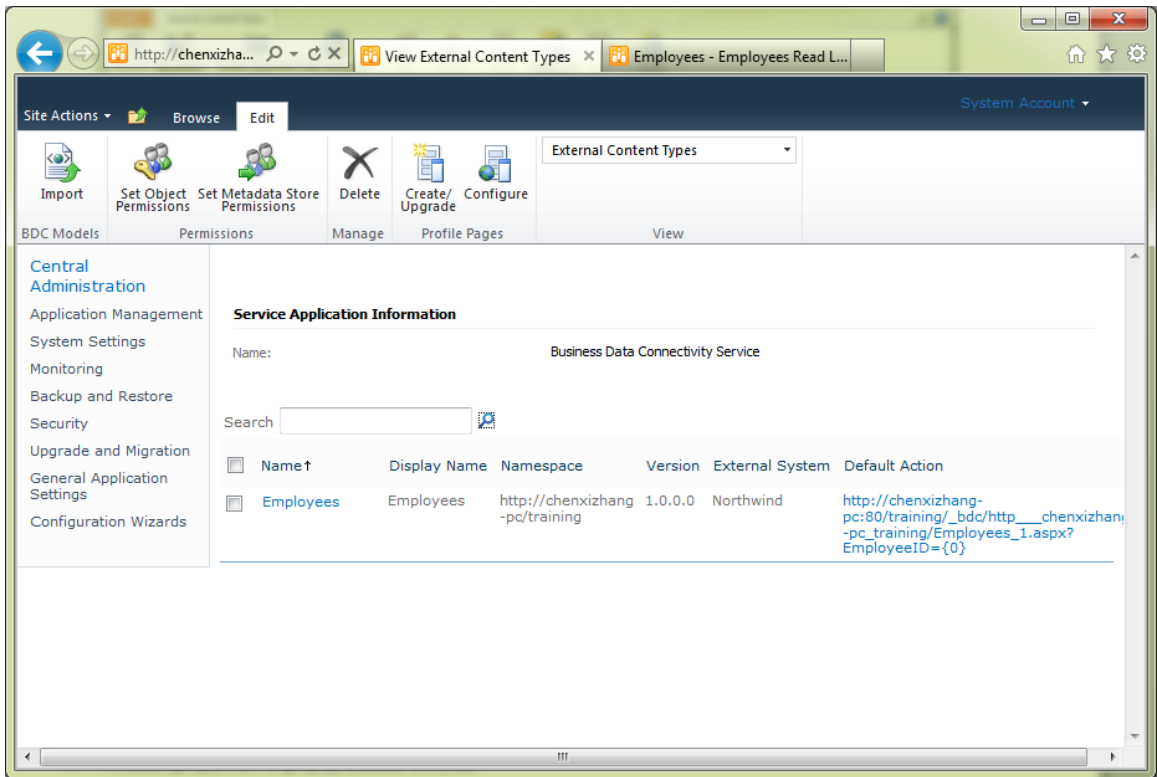 http://chenxizha...
View External Content Types
Employees - Employees Read L...
System Account
Site Actions
Browse
Edit
External Content Types
Import
Set Object
Permissions
Set Metadata Store
Permissions
Delete
Create/
Upgrade
Configure
BDC Models
Permissions
Manage
Profile Pages
View
Central
Administration
Application Management
System Settings
Monitoring
Backup and Restore
Security
Upgrade and Migration
General Application
Settings
Configuration Wizards
Service Application Information
Name:
Business Data Connectivity Service
Search
Name↑ Display Name Namespace Version External System Default Action
Employees
Employees
http://chenxizhang
-pc/training
1.0.0.0
Northwind
http://chenxizhang-
pc:80/training/_bdc/http___chenxizhang
-pc_training/Employees_1.aspx?
EmployeeID={0}